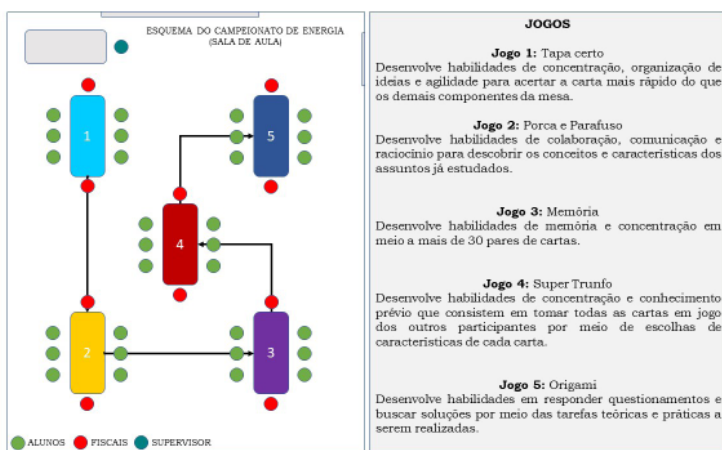 ESQUEMA DO CAMPEIONATO DE ENERGIA
(SALA DE AULA)
1
5
4
2
3
ALUNOS
FISCAIS
SUPERVISOR
JOGOS
Jogo 1: Tapa certo
Desenvolve habilidades de concentração, organização de
ideias e agilidade para acertar a carta mais rápido do que
os demais componentes da mesa.
Jogo 2: Porca e Parafuso
Desenvolve habilidades de colaboração, comunicação e
raciocínio para descobrir os conceitos e características dos
assuntos já estudados.
Jogo 3: Memória
Desenvolve habilidades de memória e concentração em
meio a mais de 30 pares de cartas.
Jogo 4: Super Trunfo
Desenvolve habilidades de concentração e conhecimento
prévio que consistem em tomar todas as cartas em jogo
dos outros participantes por meio de escolhas de
características de cada carta.
Jogo 5: Origami
Desenvolve habilidades em responder questionamentos e
buscar soluções por meio das tarefas teóricas e práticas a
serem realizadas.